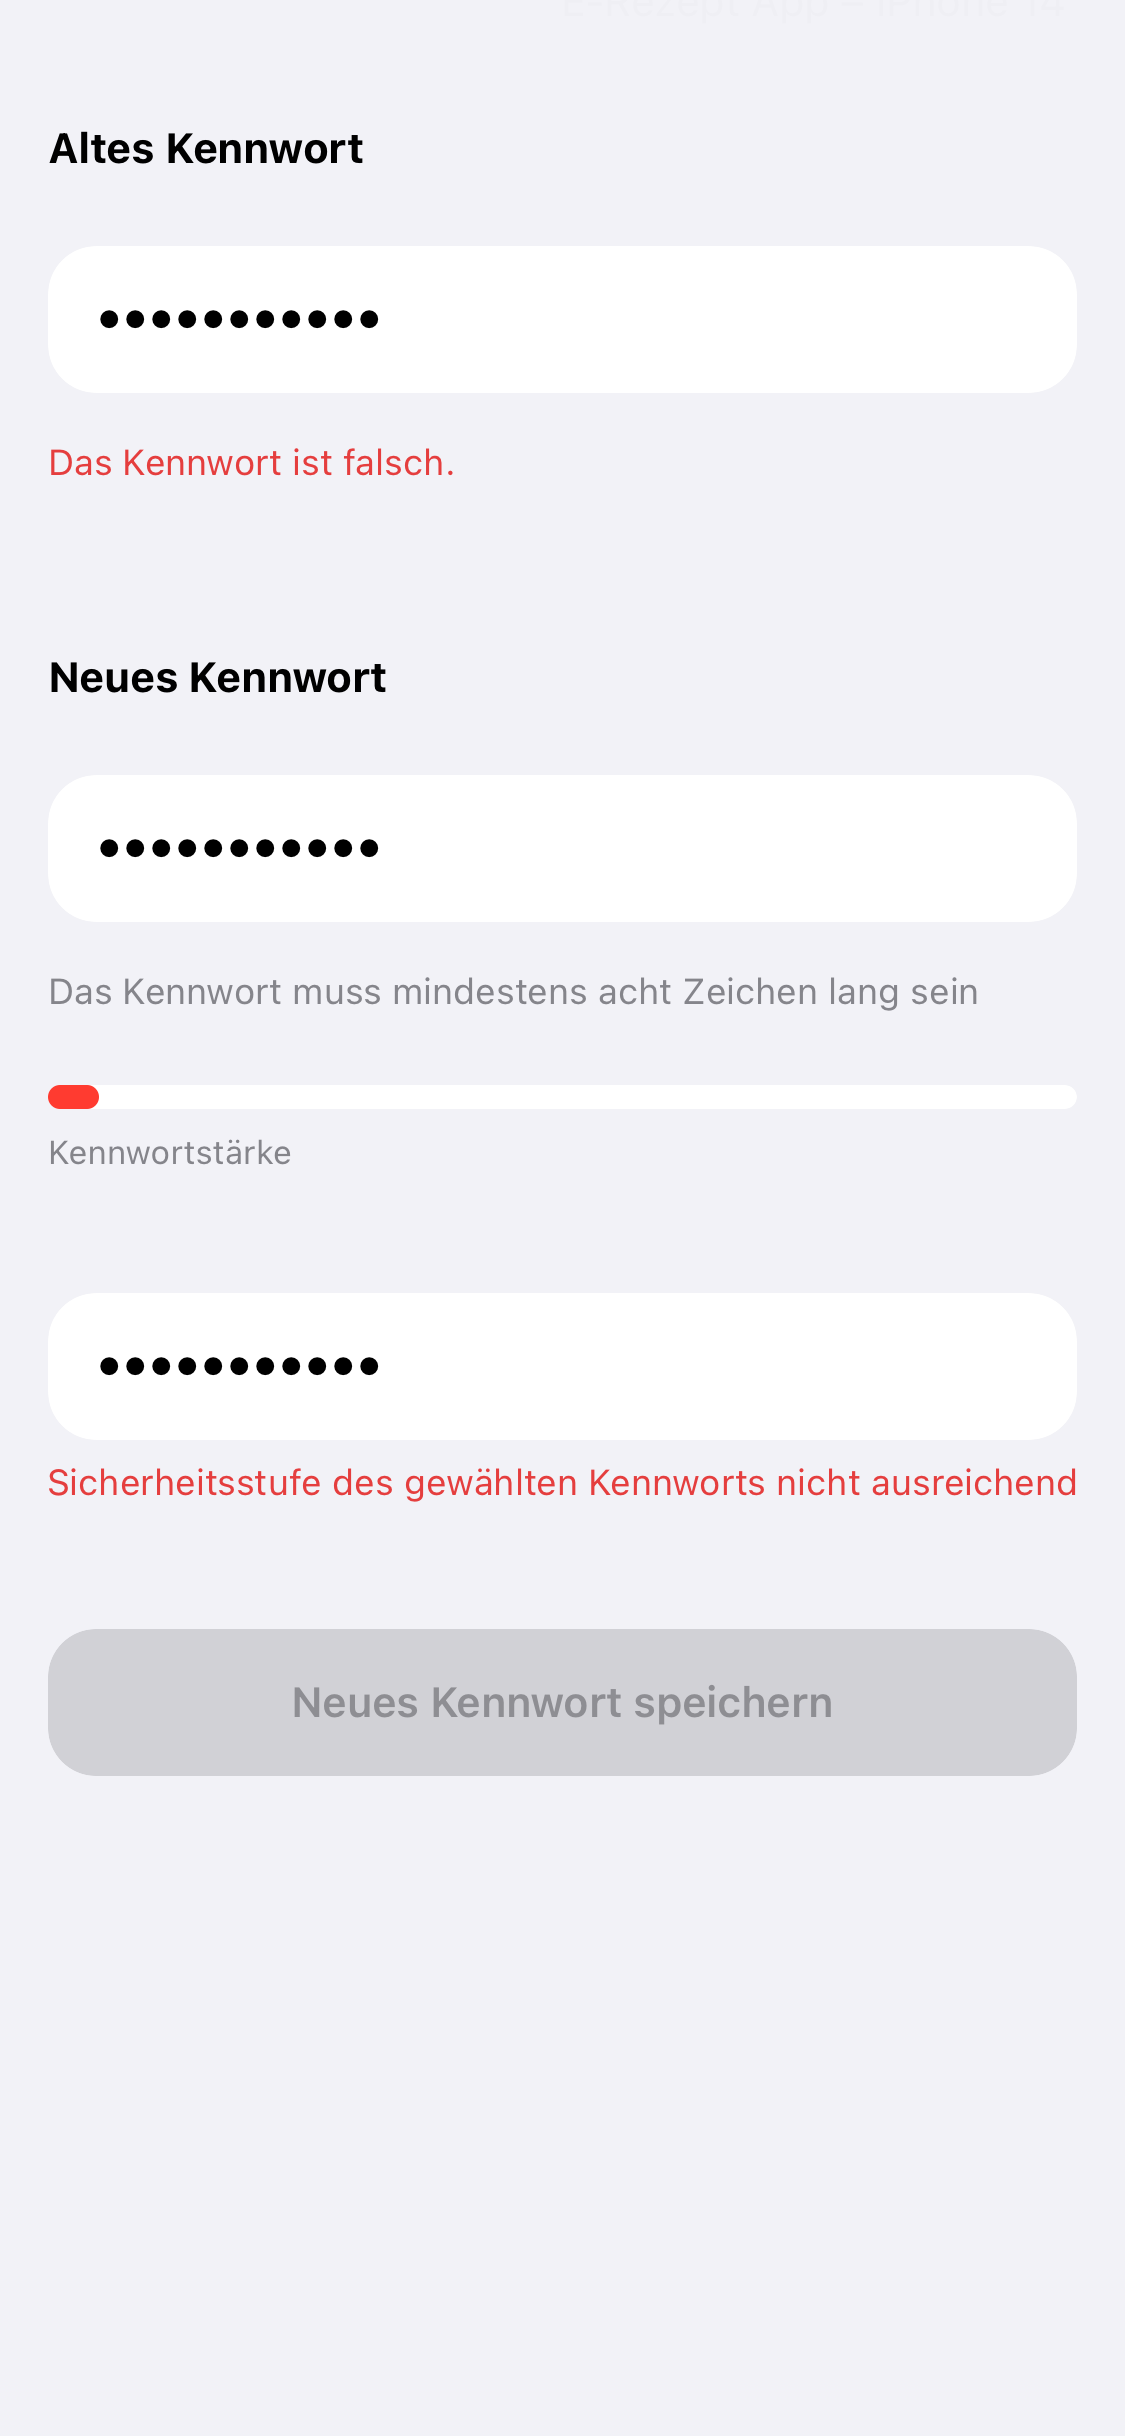 E-Rezept App – iPhone 14
Altes Kennwort
•••••••••••
Das Kennwort ist falsch.
Neues Kennwort
•••••••••••
Das Kennwort muss mindestens acht Zeichen lang sein
Kennwortstärke
•••••••••••
Sicherheitsstufe des gewählten Kennworts nicht ausreichend
Neues Kennwort speichern